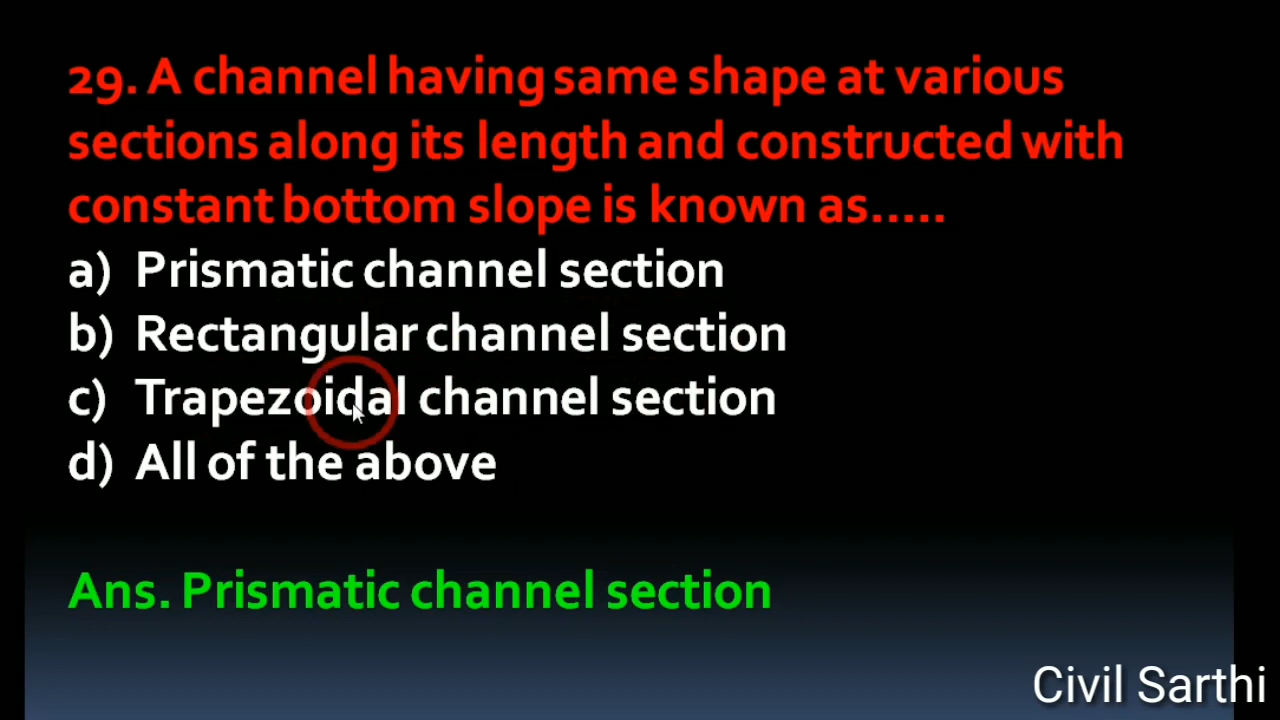 29. A channel having same shape at various
sections along its length and constructed with
constant bottom slope is known as.....
a) Prismatic channel section
b) Rectangular channel section
c) Trapezoidal channel section
d) All of the above
Ans. Prismatic channel section
Civil Sarthi